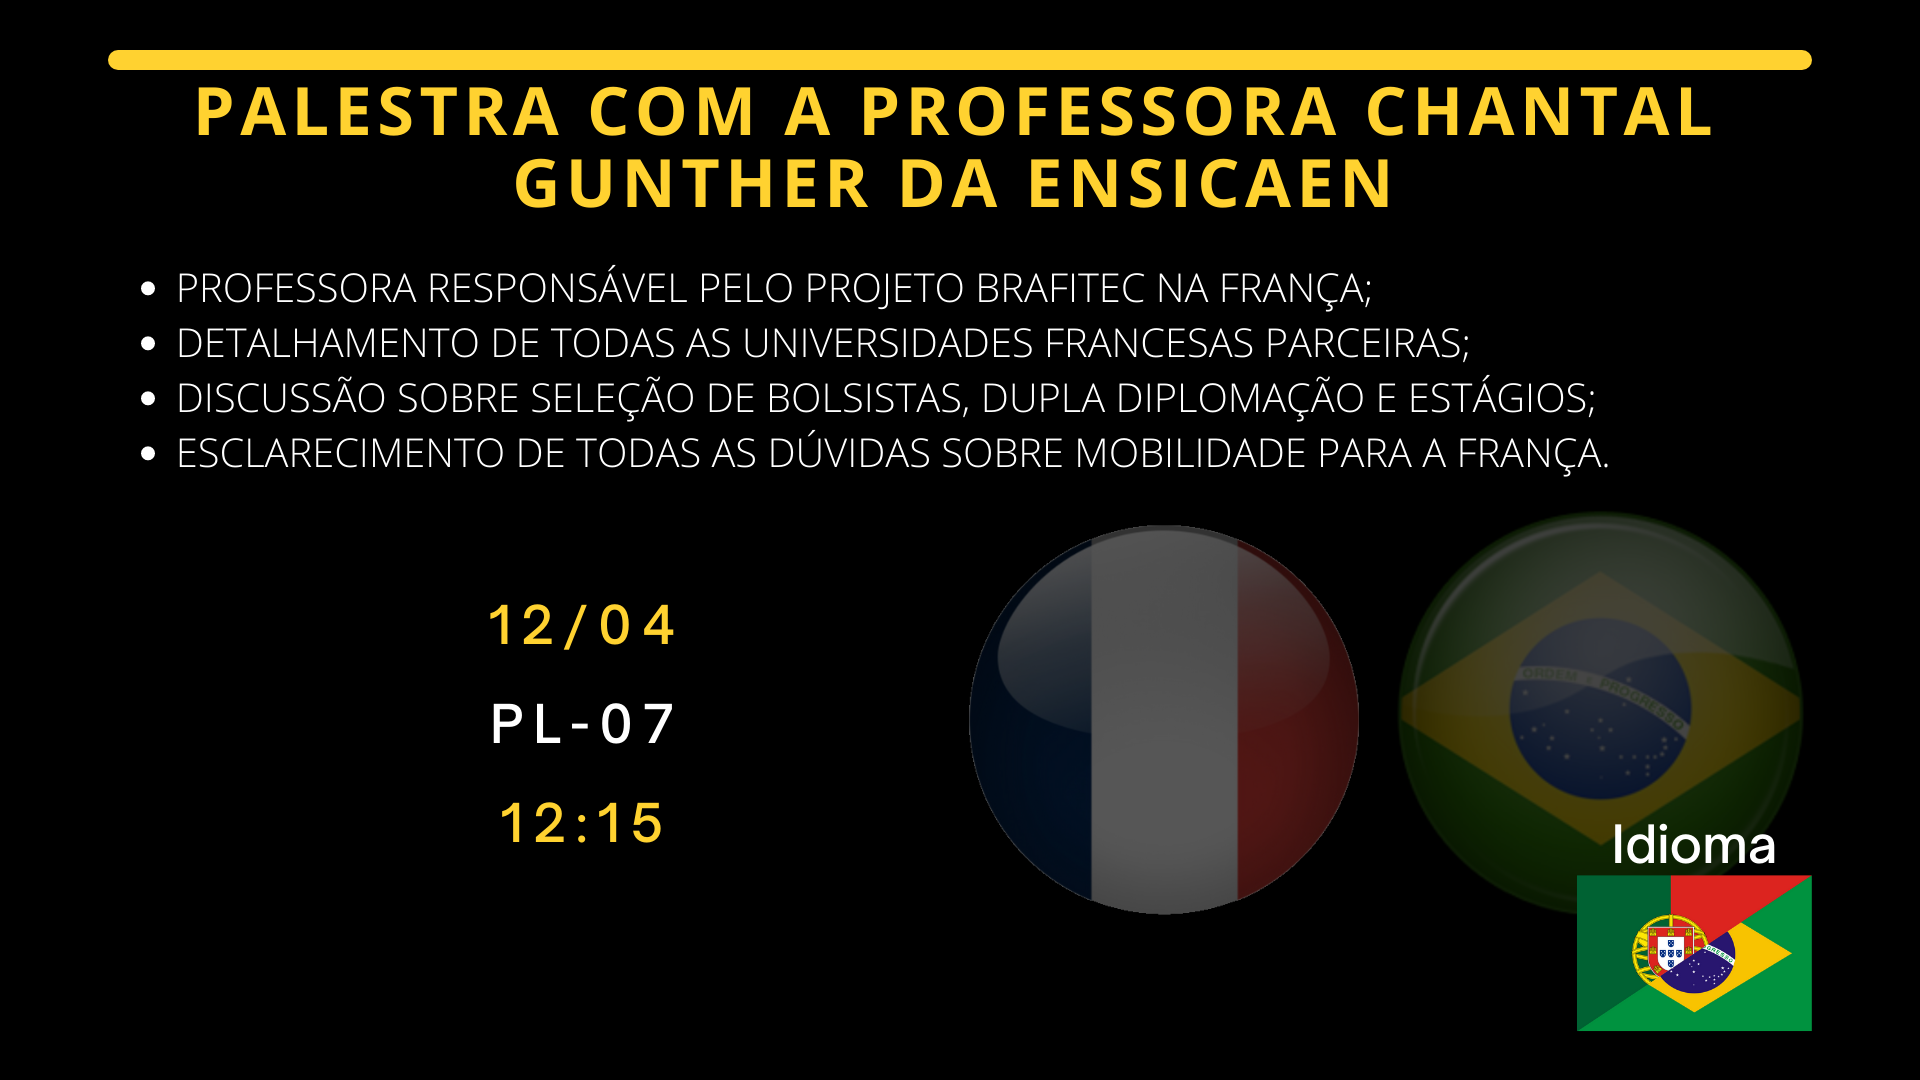 PALESTRA COM A PROFESSORA CHANTAL
GUNTHER DA ENSICAEN
• PROFESSORA RESPONSÁVEL PELO PROJETO BRAFITEC NA FRANÇA;
• DETALHAMENTO DE TODAS AS UNIVERSIDADES FRANCESAS PARCEIRAS;
• DISCUSSÃO SOBRE SELEÇÃO DE BOLSISTAS, DUPLA DIPLOMAÇÃO E ESTÁGIOS;
• ESCLARECIMENTO DE TODAS AS DÚVIDAS SOBRE MOBILIDADE PARA A FRANÇA.
12/04
PL-07
12:15
ORDEM E PROGRESSO
Idioma